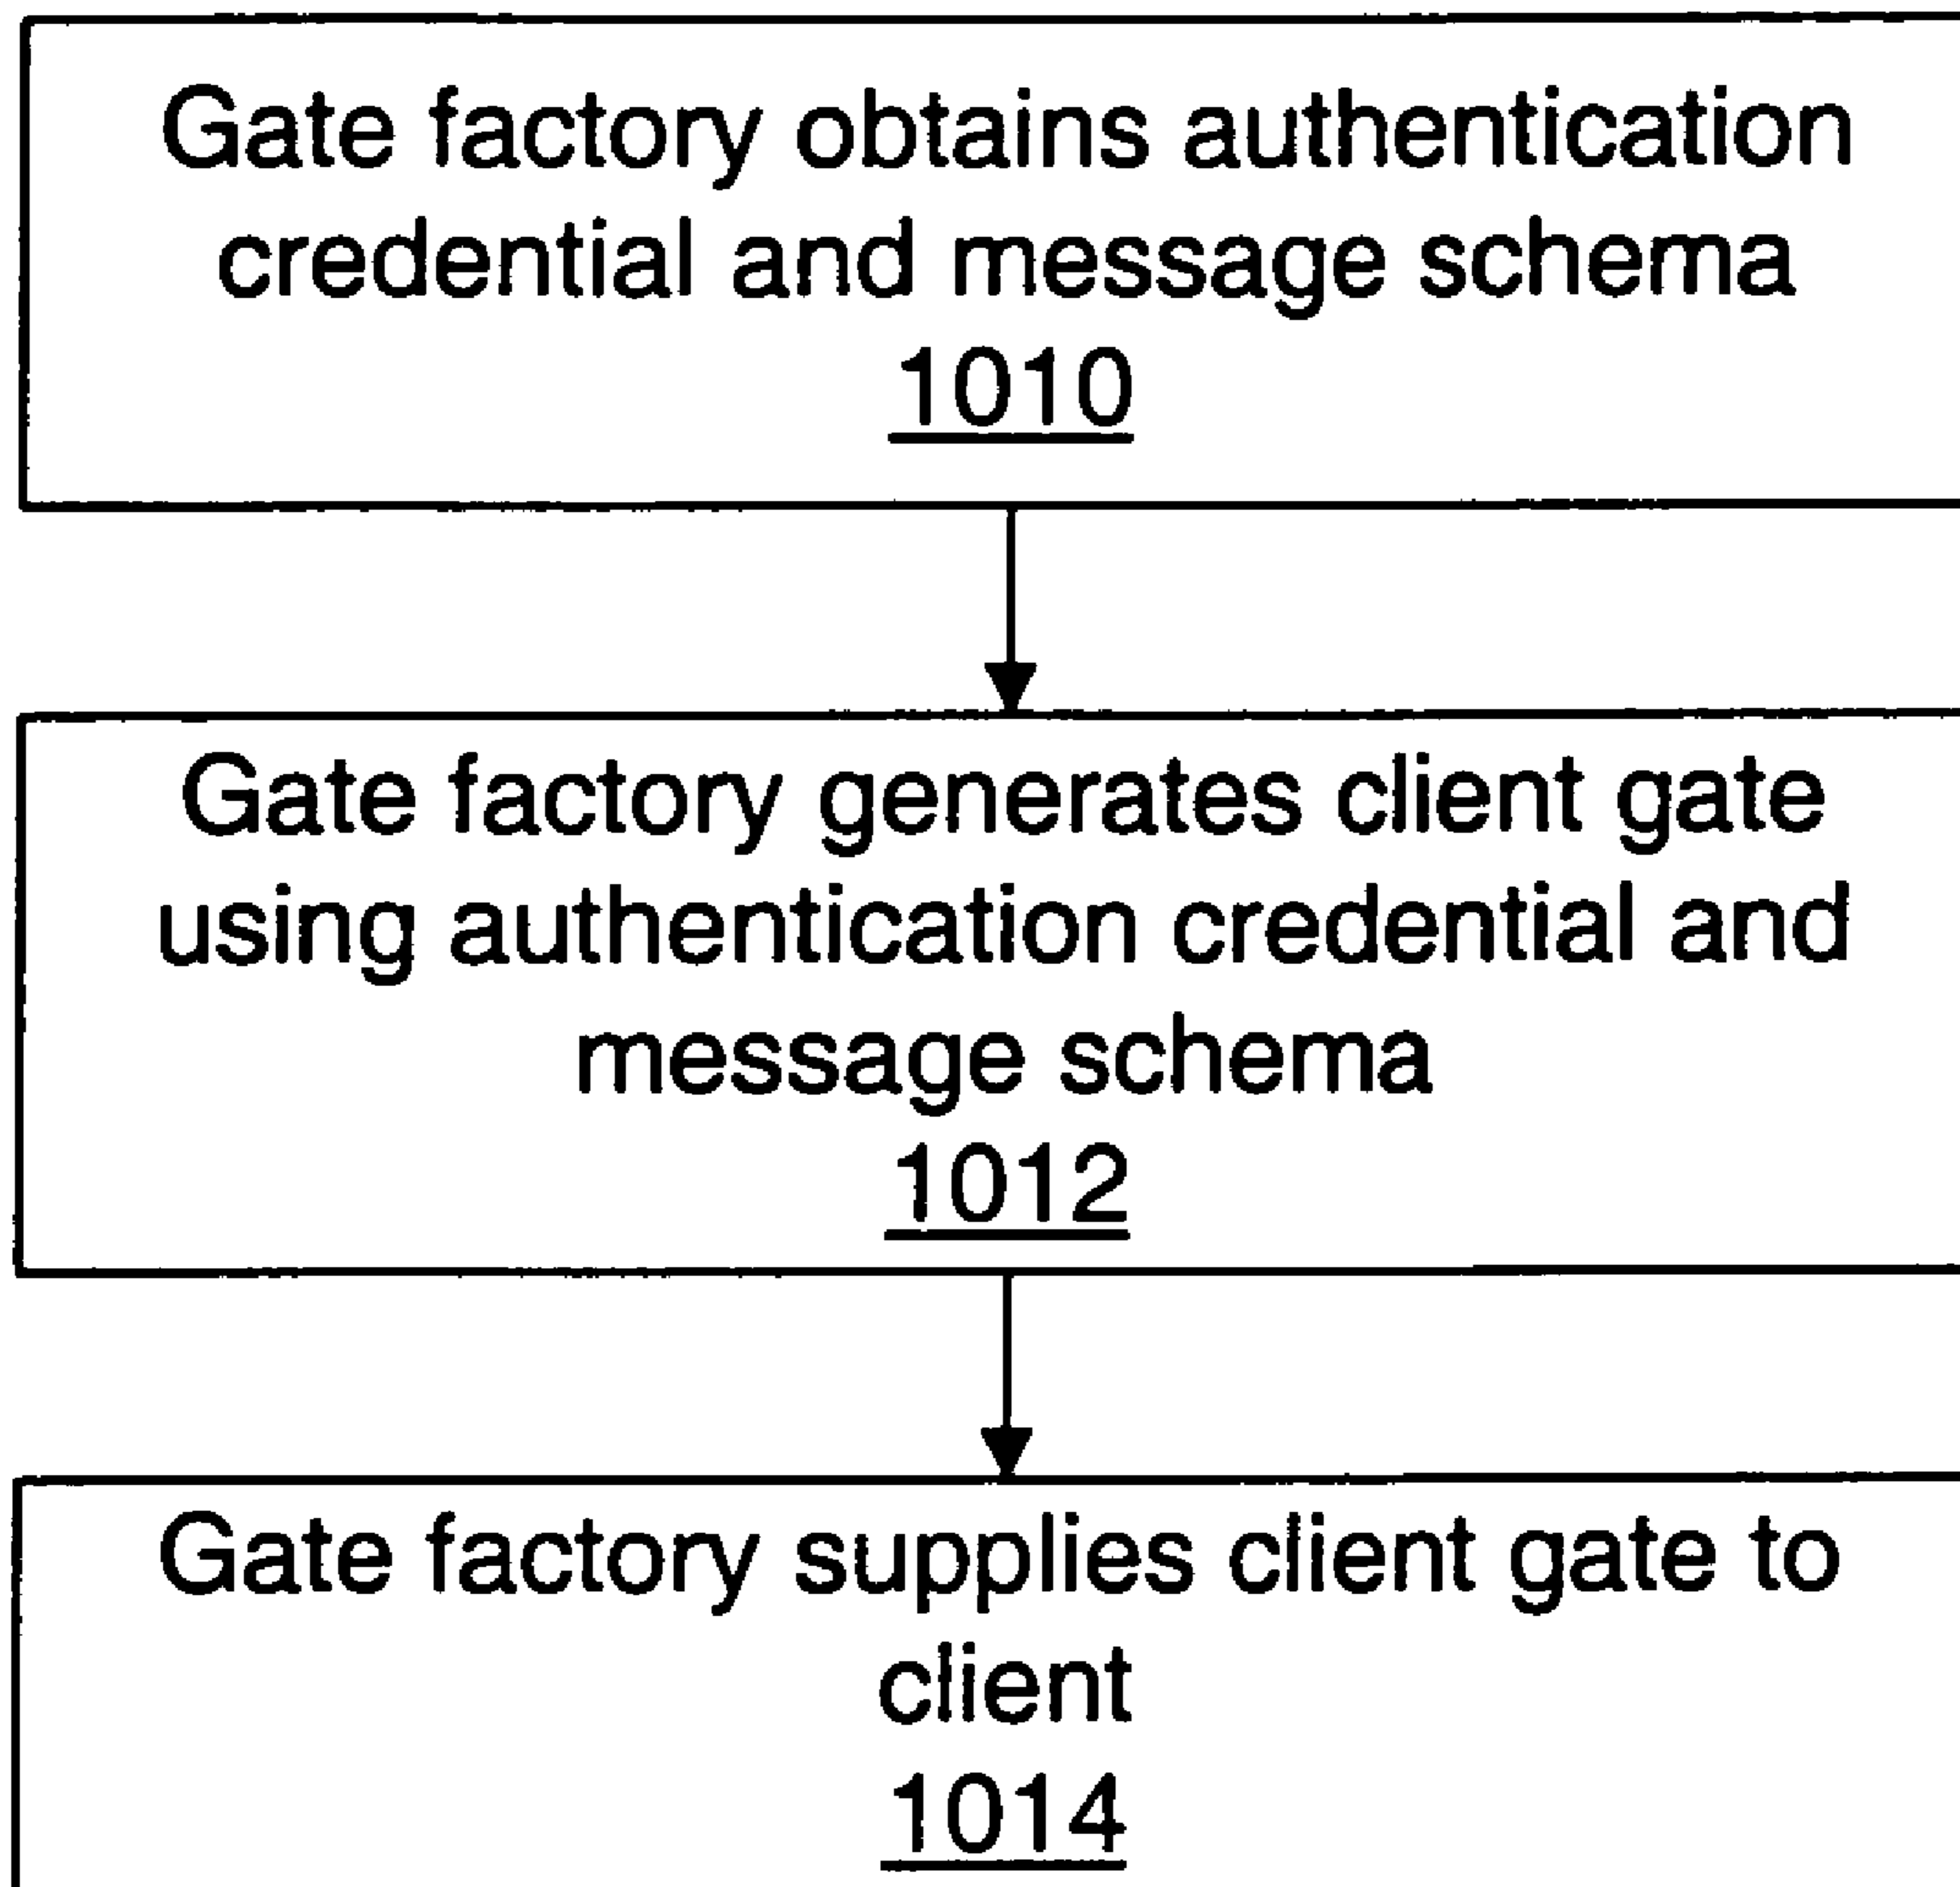 Gate factory obtains authentication
credential and message schema
1010
Gate factory generates client gate
using authentication credential and
message schema
1012
Gate factory supplies client gate to
client
1014